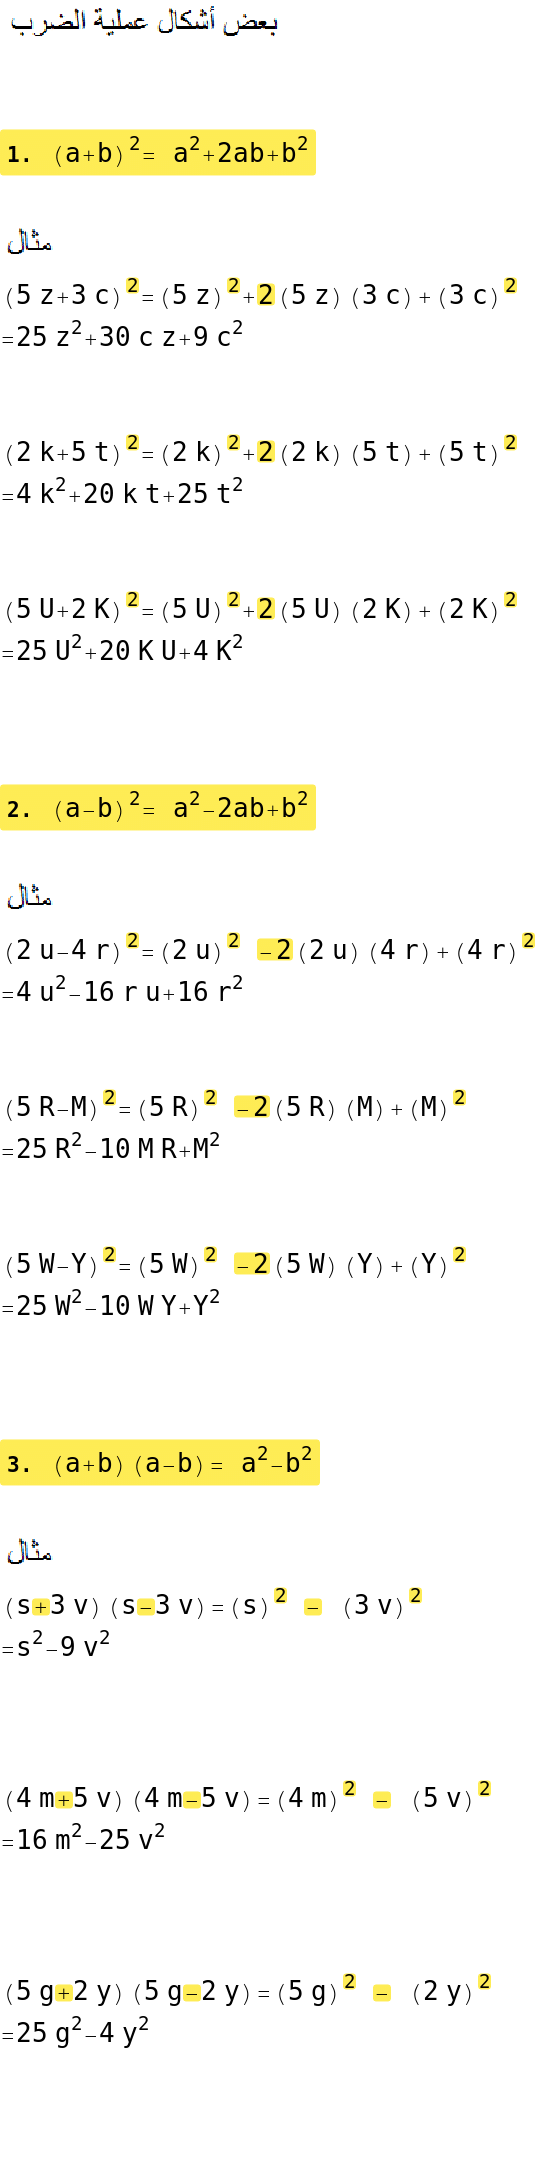 بعض أشكال عملية الضرب
1. (a+b)²= a²+2ab+b²
مثال
(5 z+3 c)²=(5 z)²+2(5 z) (3 c)+(3 c)²
=25 z²+30 c z+9 c²
(2 k+5 t)²=(2 k)²+2(2 k) (5 t)+(5 t)²
=4 k²+20 k t+25 t²
(5 U+2 K)²=(5 U)²+2(5 U) (2 K)+(2 K)²
=25 U²+20 K U+4 K²
2. (a−b)²= a²−2ab+b²
مثال
(2 u−4 r)²=(2 u)² −2(2 u) (4 r)+(4 r)²
=4 u²−16 r u+16 r²
(5 R−M)²=(5 R)² −2(5 R) (M)+(M)²
=25 R²−10 M R+M²
(5 W−Y)²=(5 W)² −2(5 W) (Y)+(Y)²
=25 W²−10 W Y+Y²
3. (a+b) (a−b)= a²−b²
مثال
(s+3 v) (s−3 v)=(s)² − (3 v)²
=s²−9 v²
(4 m+5 v) (4 m−5 v)=(4 m)² − (5 v)²
=16 m²−25 v²
(5 g+2 y) (5 g−2 y)=(5 g)² − (2 y)²
=25 g²−4 y²